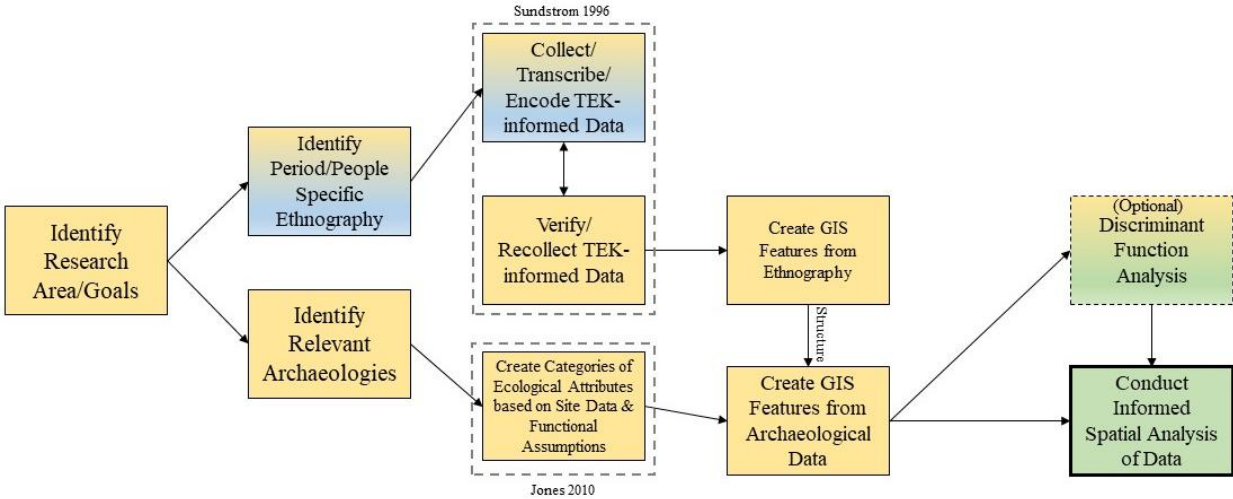 Sundstrom 1996
Collect/
Transcribe/
Encode TEK-
informed Data
Identify
Period/People
Specific
Ethnography
Identify
Research
Area/Goals
Verify/
Recollect TEK-
informed Data
Create GIS
Features from
Ethnography
(Optional)
Discriminant
Function
Analysis
Identify
Relevant
Archaeologies
Structure
Create Categories of
Ecological Attributes
based on Site Data &
Functional
Assumptions
Create GIS
Features from
Archaeological
Data
Conduct
Informed
Spatial Analysis
of Data
Jones 2010